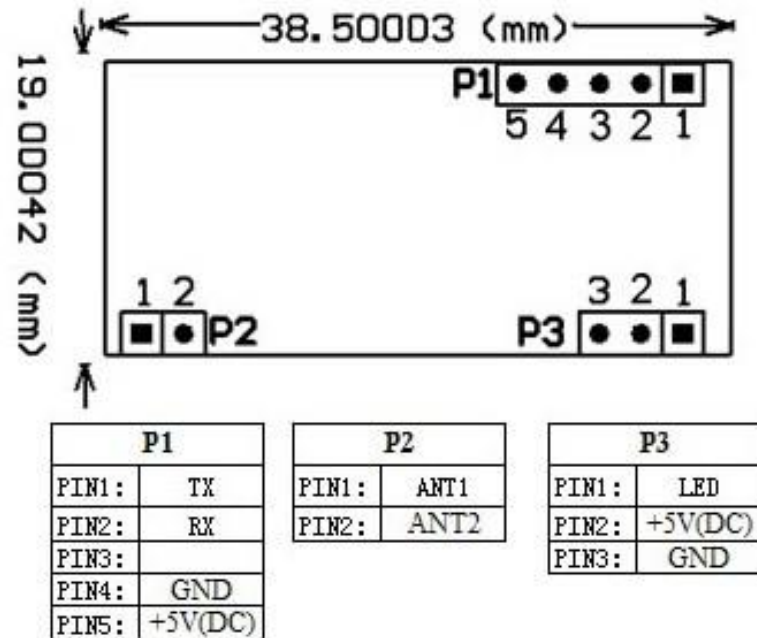 38.500D3 (mm)
19.0D042 (mm)
P1
5 4 3 2 1
1 2
P2
3 2 1
P3
P1
PIN1: TX
PIN2: RX
PIN3:
PIN4: GND
PIN5: +5V(DC)
P2
PIN1: ANT1
PIN2: ANT2
P3
PIN1: LED
PIN2: +5V(DC)
PIN3: GND